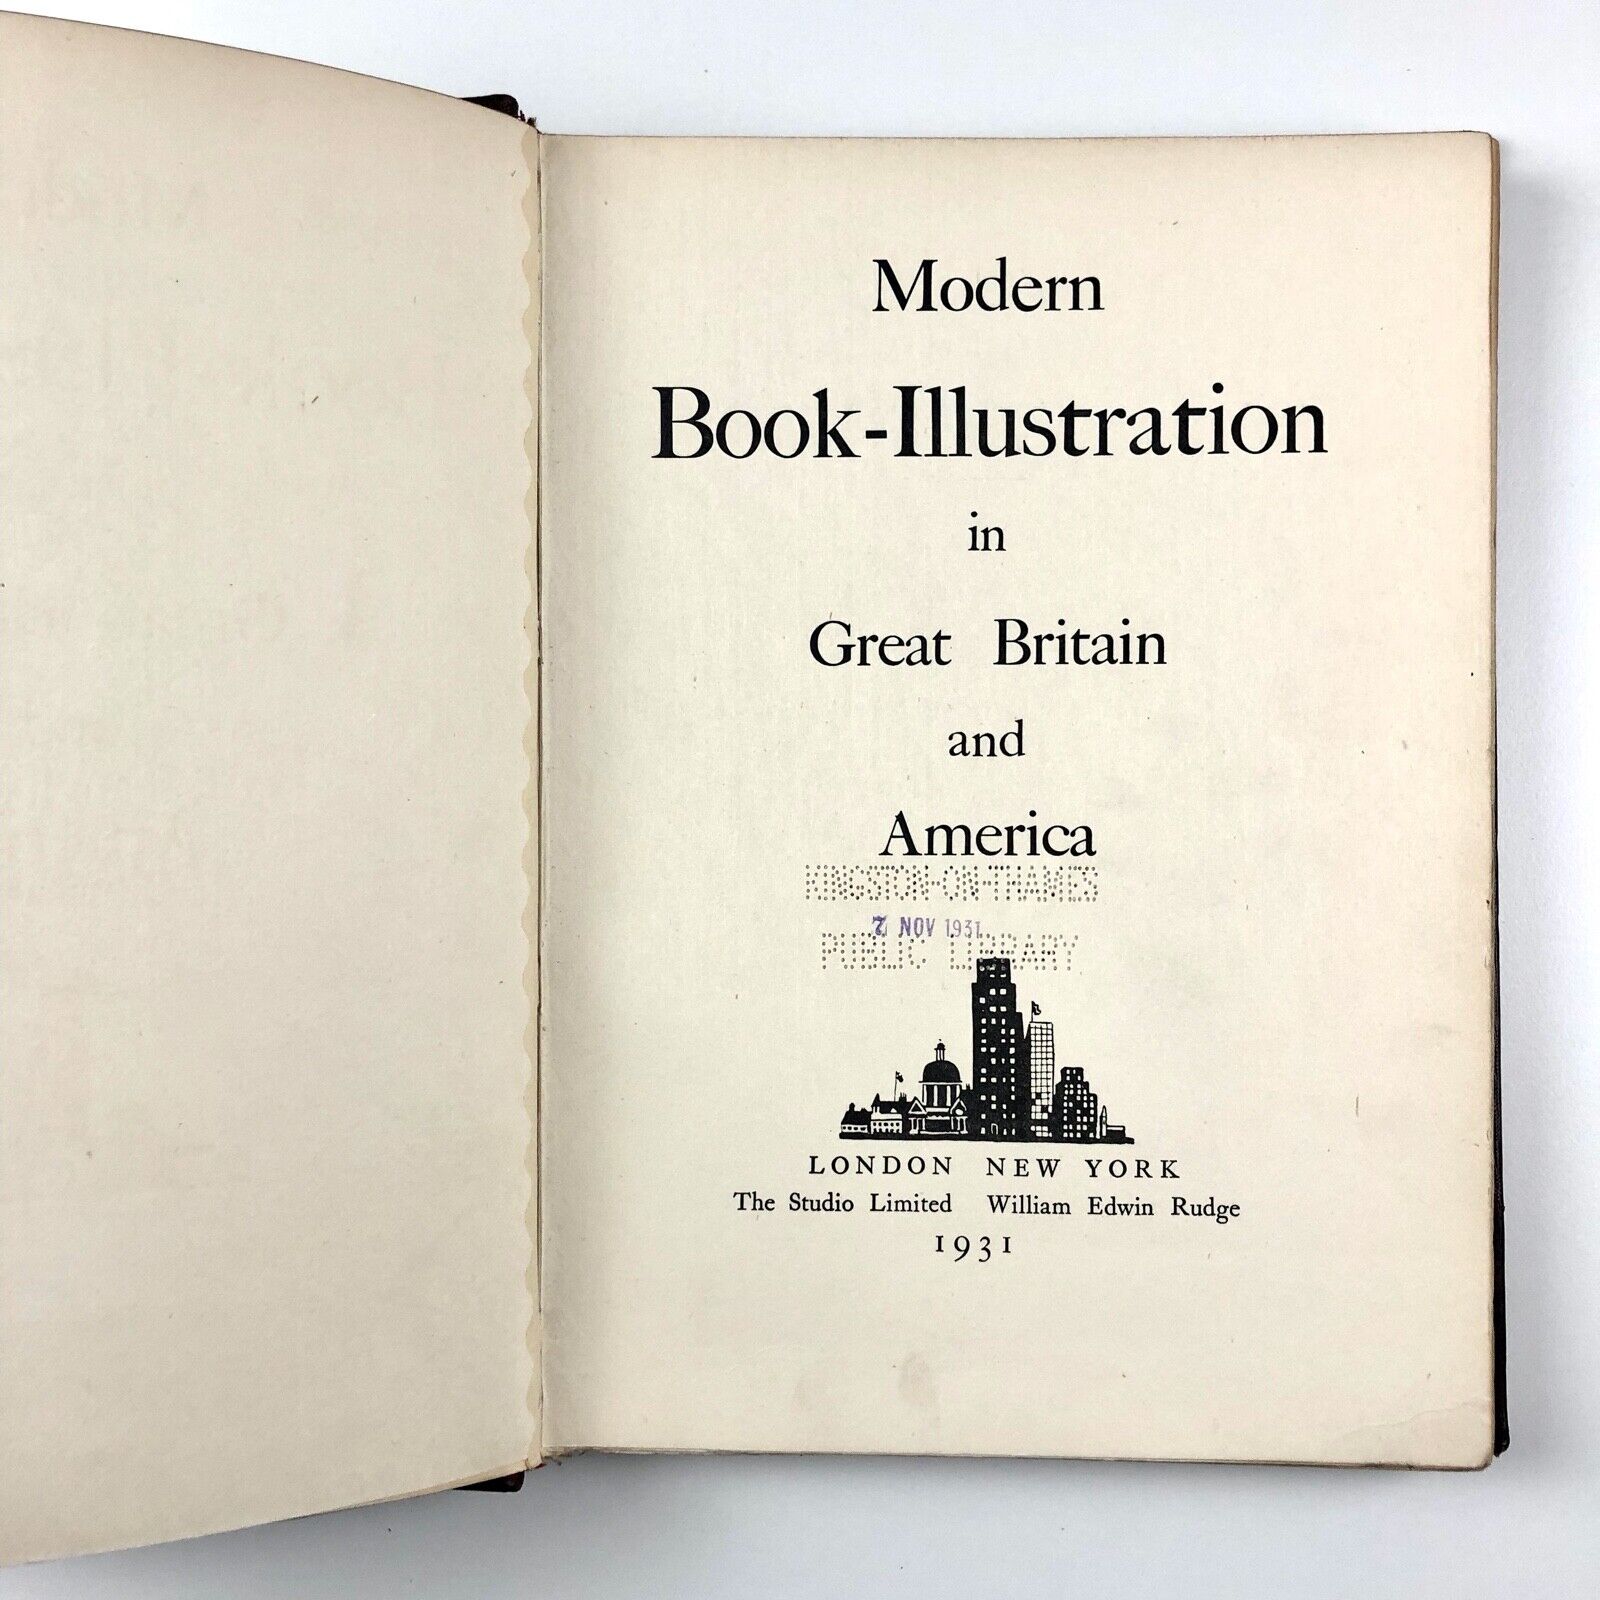 Modern
Book-Illustration
in
Great Britain
and
America
KINGSTON-ON-THAMES
7 NOV 1931
PUBLIC LIBRARY
LONDON NEW YORK
The Studio Limited William Edwin Rudge
1931